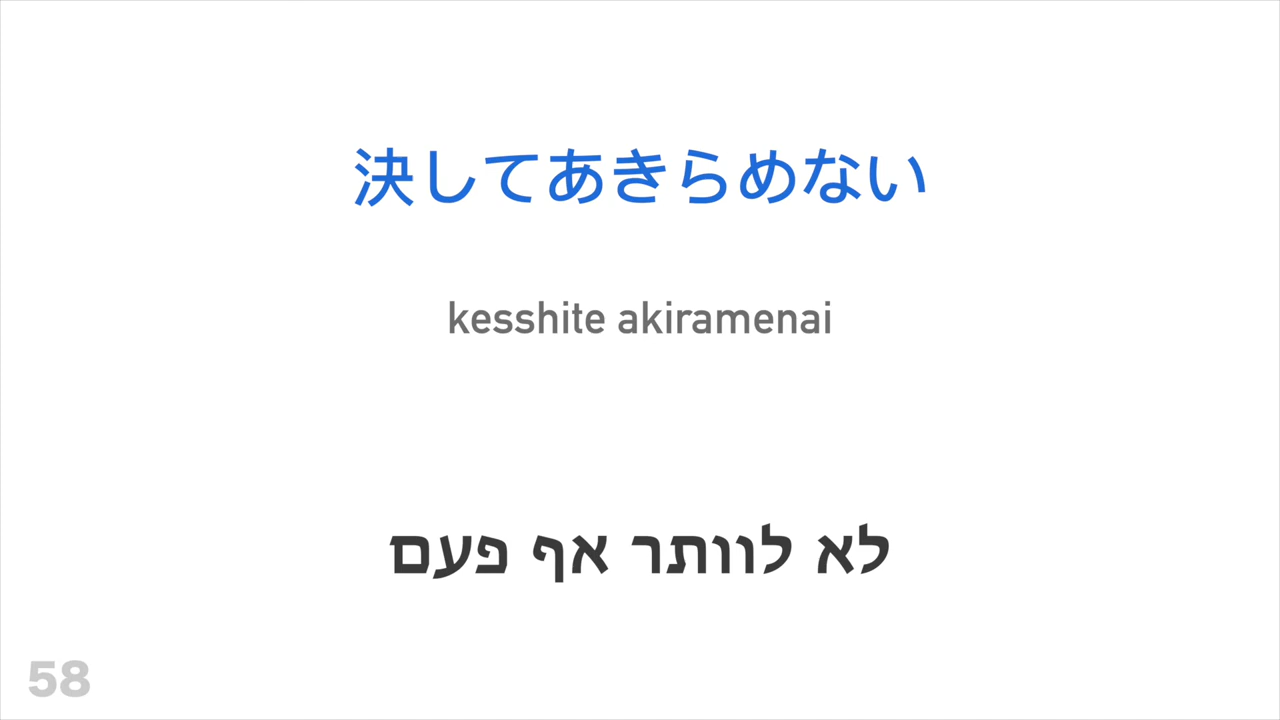 決してあきらめない
kesshite akiramenai
לא לוותר אף פעם
58